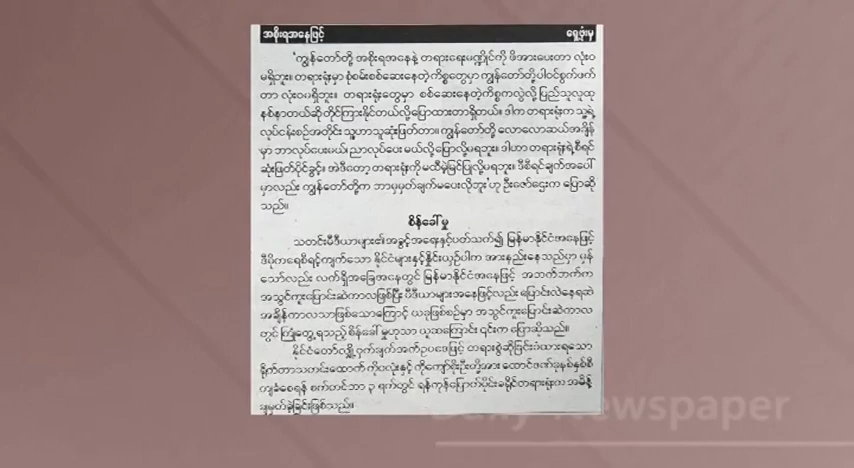 အစိုးရအနေဖြင့် ရှေ့ဖုံးမှ
"ကျွန်တော်တို့ အစိုးရအနေနဲ့ တရားရေးမဏ္ဍိုင်ကို ဖိအားပေးတာ လုံးဝ
မရှိဘူး။ တရားရုံးမှာ စုံစမ်းစစ်ဆေးနေတဲ့ကိစ္စတွေမှာ ကျွန်တော်တို့ပါဝင်စွက်ဖက်
တာ လုံးဝမရှိဘူး။ တရားရုံးတွေမှာ စစ်ဆေးနေတဲ့ကိစ္စကလွဲလို့ ပြည်သူလူထု
နစ်နာတယ်ဆို တိုင်ကြားနိုင်တယ်လို့ပြောထားတာရှိတယ်။ ဒါက တရားရုံးက သူ့ရဲ့
လုပ်ငန်းစဉ်အတိုင်း သူ့ဟာသူဆုံးဖြတ်တာ။ ကျွန်တော်တို့ လောလောဆယ်အချိန်
မှာ ဘာလုပ်ပေးမယ်၊ ညာလုပ်ပေးမယ်လို့ ပြောလို့မရဘူး။ ဒါဟာ တရားရုံးရဲ့စီရင်
ဆုံးဖြတ်ပိုင်ခွင့်။ အဲဒီတော့ တရားရုံးကို မထီမဲ့မြင်ပြုလို့မရဘူး။ ဒီစီရင်ချက်အပေါ်
မှာလည်း ကျွန်တော်တို့က ဘာမှမှတ်ချက်မပေးလိုဘူး"ဟု ဦးဇော်ဌေးက ပြောဆို
သည်။
စိန်ခေါ်မှု
သတင်းမီဒီယာများ၏အခွင့်အရေးနှင့်ပတ်သက်၍ မြန်မာနိုင်ငံအနေဖြင့်
ဒီမိုကရေစီရင့်ကျက်သော နိုင်ငံများနှင့်နှိုင်းယှဉ်ပါက အားနည်းနေသည်မှာ မှန်
သော်လည်း လက်ရှိအခြေအနေတွင် မြန်မာနိုင်ငံအနေဖြင့် အဘက်ဘက်က
အသွင်ကူးပြောင်းဆဲကာလဖြစ်ပြီး မီဒီယာများအနေဖြင့်လည်း ပြောင်းလဲနေရဆဲ
အချိန်ကာလသာဖြစ်သောကြောင့် ယခုဖြစ်စဉ်မှာ အသွင်ကူးပြောင်းဆဲကာလ
တွင် ကြုံတွေ့ရသည့် စိန်ခေါ်မှုဟုသာ ယူဆကြောင်း ၎င်းက ပြောဆိုသည်။
နိုင်ငံတော်လျှို့ဝှက်ချက်အက်ဥပဒေဖြင့် တရားစွဲဆိုခြင်းခံထားရသော
ရိုက်တာသတင်းထောက် ကိုဝလုံးနှင့် ကိုကျော်စိုးဦးတို့အား ထောင်ဒဏ်ခုနစ်နှစ်စီ
ကျခံစေရန် စက်တင်ဘာ ၃ ရက်တွင် ရန်ကုန်မြောက်ပိုင်းခရိုင်တရားရုံးက အမိန့်
ချမှတ်ခဲ့ခြင်းဖြစ်သည်။
Newspaper